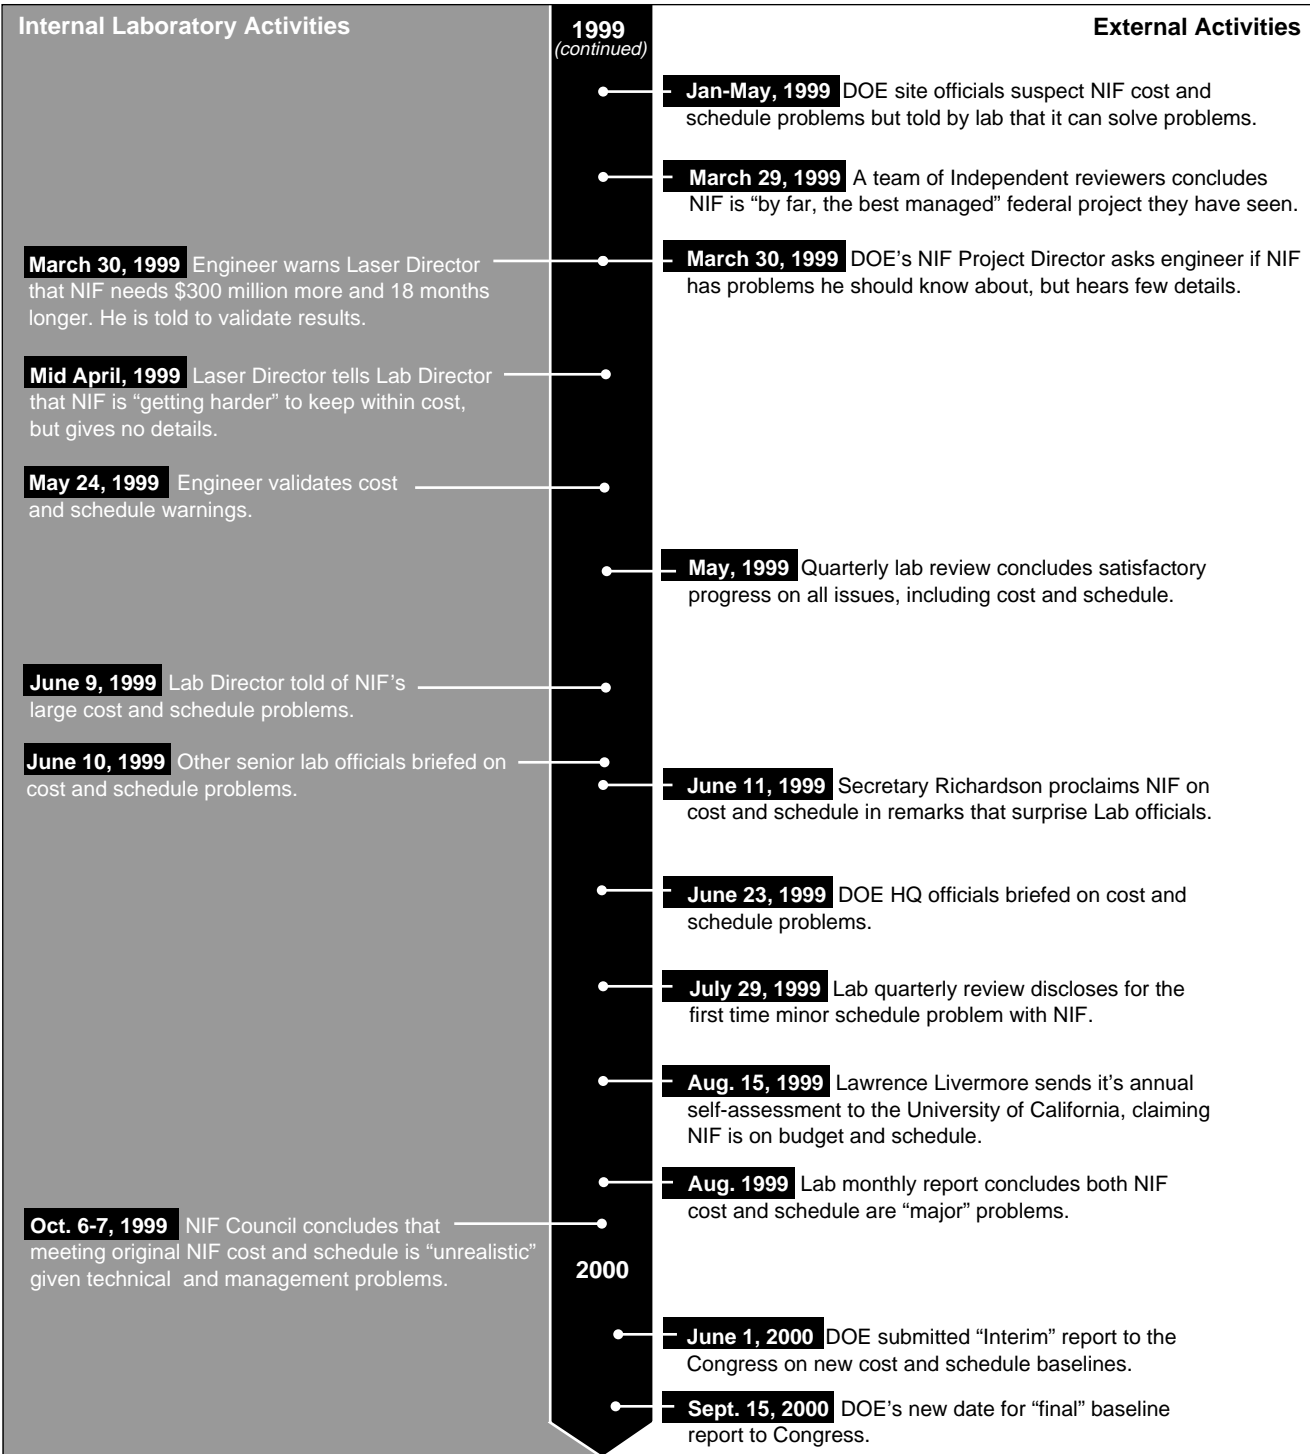 Internal Laboratory Activities
1999
(continued)
External Activities
Jan-May, 1999 DOE site officials suspect NIF cost and
schedule problems but told by lab that it can solve problems.
March 29, 1999 A team of Independent reviewers concludes
NIF is “by far, the best managed” federal project they have seen.
March 30, 1999 Engineer warns Laser Director
that NIF needs $300 million more and 18 months
longer. He is told to validate results.
March 30, 1999 DOE's NIF Project Director asks engineer if NIF
has problems he should know about, but hears few details.
Mid April, 1999 Laser Director tells Lab Director
that NIF is “getting harder” to keep within cost,
but gives no details.
May 24, 1999 Engineer validates cost
and schedule warnings.
May, 1999 Quarterly lab review concludes satisfactory
progress on all issues, including cost and schedule.
June 9, 1999 Lab Director told of NIF's
large cost and schedule problems.
June 10, 1999 Other senior lab officials briefed on
cost and schedule problems.
June 11, 1999 Secretary Richardson proclaims NIF on
cost and schedule in remarks that surprise Lab officials.
June 23, 1999 DOE HQ officials briefed on cost and
schedule problems.
July 29, 1999 Lab quarterly review discloses for the
first time minor schedule problem with NIF.
Aug. 15, 1999 Lawrence Livermore sends it's annual
self-assessment to the University of California, claiming
NIF is on budget and schedule.
Aug. 1999 Lab monthly report concludes both NIF
cost and schedule are “major” problems.
Oct. 6-7, 1999 NIF Council concludes that
meeting original NIF cost and schedule is “unrealistic”
given technical and management problems.
2000
June 1, 2000 DOE submitted “Interim” report to the
Congress on new cost and schedule baselines.
Sept. 15, 2000 DOE's new date for “final” baseline
report to Congress.